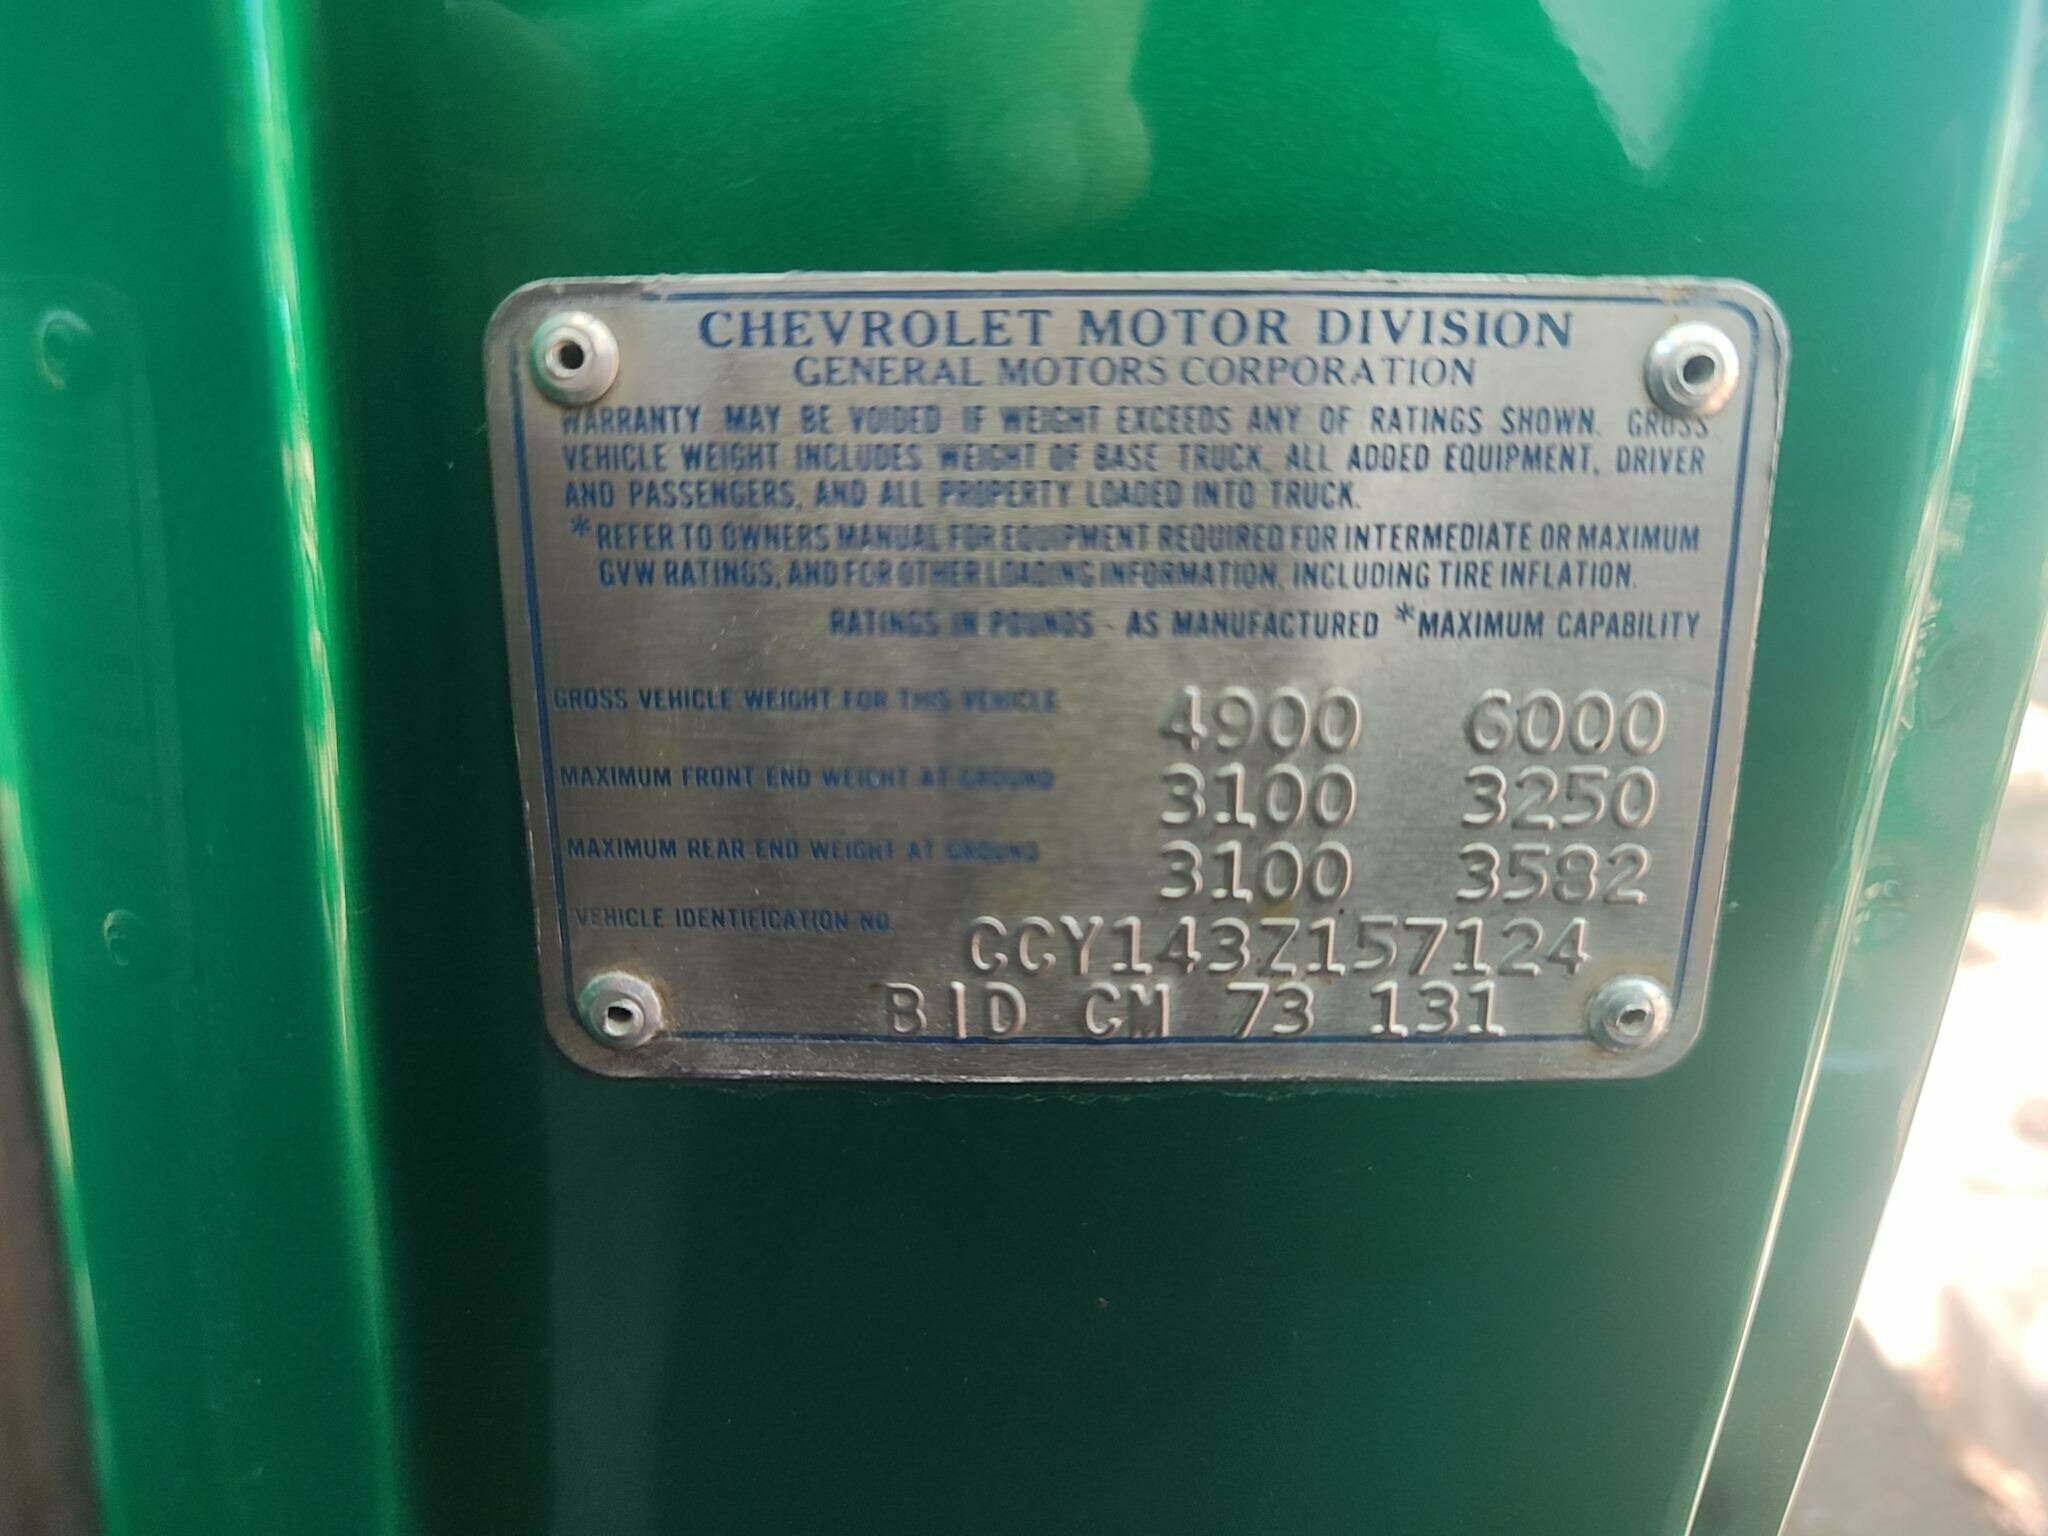 CHEVROLET MOTOR DIVISION
GENERAL MOTORS CORPORATION
WARRANTY MAY BE VOIDED IF WEIGHT EXCEEDS ANY OF RATINGS SHOWN. GROSS
VEHICLE WEIGHT INCLUDES WEIGHT OF BASE TRUCK, ALL ADDED EQUIPMENT, DRIVER
AND PASSENGERS, AND ALL PROPERTY LOADED INTO TRUCK.
*REFER TO OWNERS MANUAL FOR EQUIPMENT REQUIRED FOR INTERMEDIATE OR MAXIMUM
GVW RATINGS, AND FOR OTHER LOADING INFORMATION, INCLUDING TIRE INFLATION.
RATINGS IN POUNDS - AS MANUFACTURED *MAXIMUM CAPABILITY
GROSS VEHICLE WEIGHT FOR THIS VEHICLE 4900 6000
MAXIMUM FRONT END WEIGHT AT GROUND 3100 3250
MAXIMUM REAR END WEIGHT AT GROUND 3100 3582
VEHICLE IDENTIFICATION NO. CCY143Z157124
BID CM 73 131